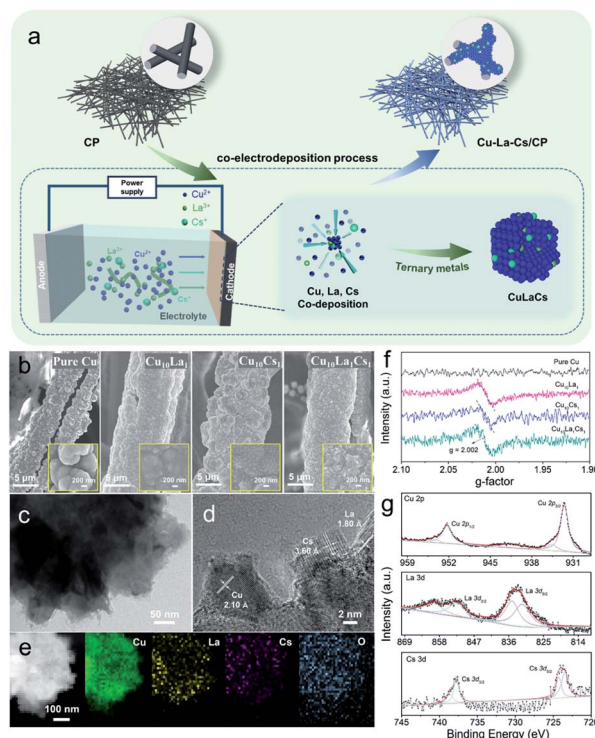 a
CP
Cu-La-Cs/CP
co-electrodeposition process
Power
supply
Cu²⁺
La³⁺
Cs⁺
Anode
La³⁺
Cu²⁺
Cs⁺
Electrolyte
Cathode
Cu, La, Cs
Co-deposition
Ternary metals
CuLaCs
b
Pure Cu
Cu₁₀La₁
Cu₁₀Cs₁
Cu₁₀La₁Cs₁
5 μm
200 nm
5 μm
200 nm
5 μm
200 nm
5 μm
200 nm
c
50 nm
d
La
1.80 Å
Cs
3.60 Å
Cu
2.10 Å
2 nm
e
Cu
La
Cs
O
100 nm
f
Intensity (a.u.)
Pure Cu
Cu₁₀La₁
Cu₁₀Cs₁
Cu₁₀La₁Cs₁
g = 2.002
2.10 2.05 2.00 1.95 1.90
g-factor
g
Intensity (a.u.)
Cu 2p
Cu 2p₁/₂
Cu 2p₃/₂
959 952 945 938 931
La 3d
La 3d₃/₂
La 3d₅/₂
869 858 847 836 825 814
Cs 3d
Cs 3d₃/₂
Cs 3d₅/₂
745 740 735 730 725 720
Binding Energy (eV)